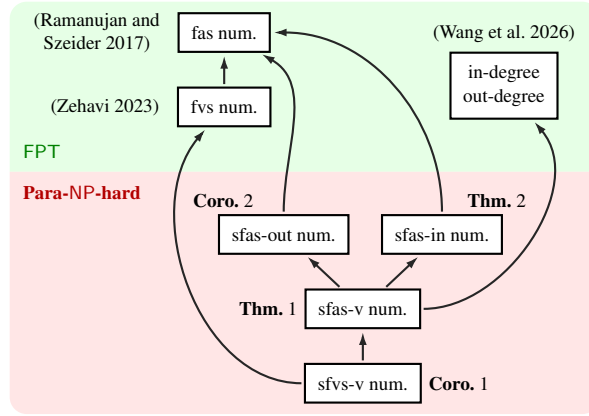 (Ramanujan and
Szeider 2017)
fas num.
(Wang et al. 2026)
in-degree
out-degree
(Zehavi 2023)
fvs num.
FPT
Para-NP-hard
Coro. 2
Thm. 2
sfas-out num.
sfas-in num.
Thm. 1
sfas-v num.
sfvs-v num.
Coro. 1